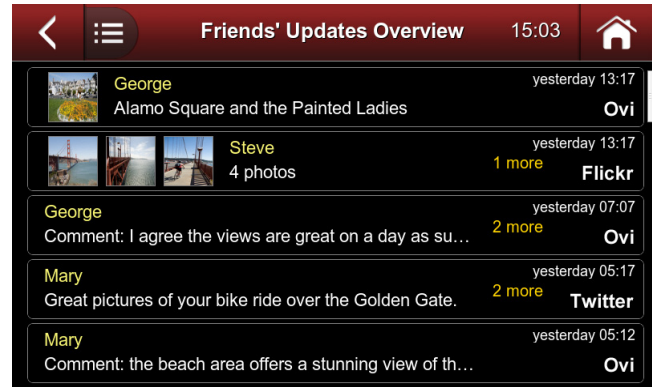 Friends' Updates Overview 15:03
George yesterday 13:17
Alamo Square and the Painted Ladies Ovi
Steve yesterday 13:17
4 photos 1 more Flickr
George yesterday 07:07
Comment: I agree the views are great on a day as su... 2 more Ovi
Mary yesterday 05:17
Great pictures of your bike ride over the Golden Gate. 2 more Twitter
Mary yesterday 05:12
Comment: the beach area offers a stunning view of th... Ovi